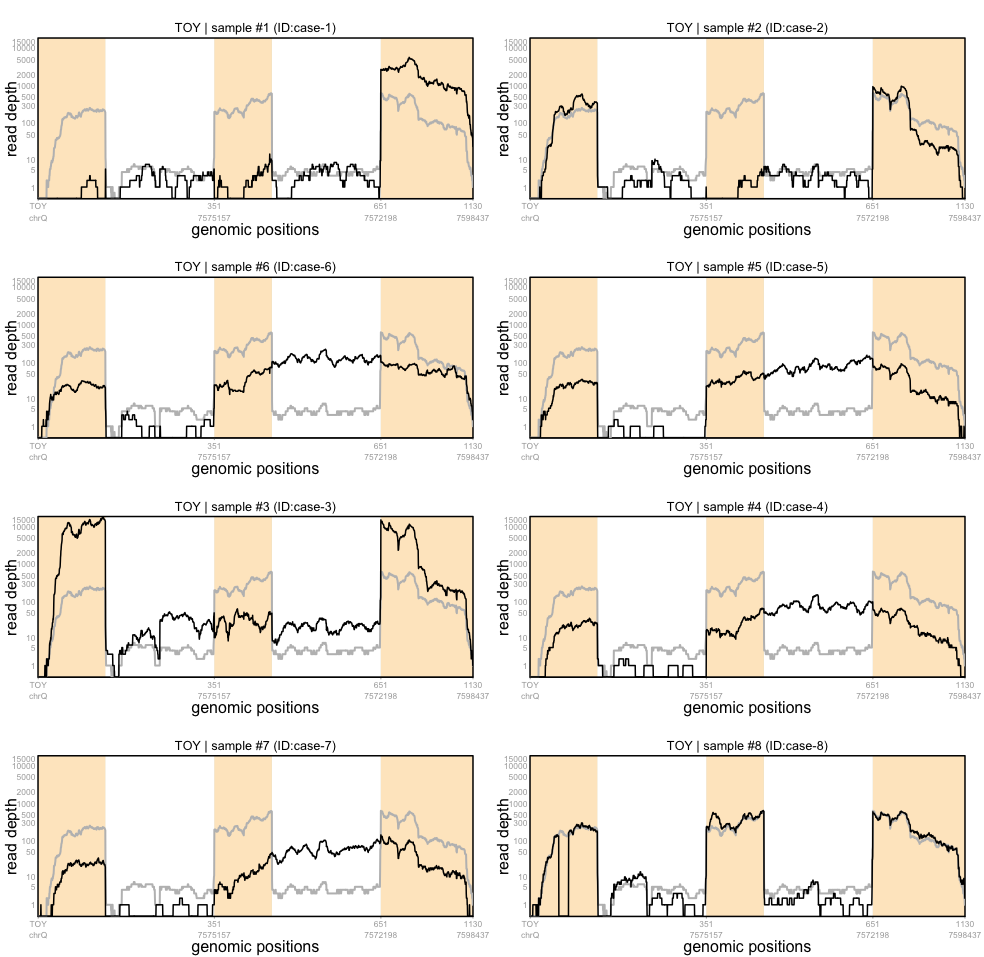 TOY | sample #1 (ID:case-1)
15000
10000
5000
2000
1000
500
300
100
50
10
5
1
read depth
TOY 351 651 1130
chrQ 7575157 7572198 7598437
genomic positions
TOY | sample #2 (ID:case-2)
15000
10000
5000
2000
1000
500
300
100
50
10
5
1
read depth
TOY 351 651 1130
chrQ 7575157 7572198 7598437
genomic positions
TOY | sample #6 (ID:case-6)
15000
10000
5000
2000
1000
500
300
100
50
10
5
1
read depth
TOY 351 651 1130
chrQ 7575157 7572198 7598437
genomic positions
TOY | sample #5 (ID:case-5)
15000
10000
5000
2000
1000
500
300
100
50
10
5
1
read depth
TOY 351 651 1130
chrQ 7575157 7572198 7598437
genomic positions
TOY | sample #3 (ID:case-3)
15000
10000
5000
2000
1000
500
300
100
50
10
5
1
read depth
TOY 351 651 1130
chrQ 7575157 7572198 7598437
genomic positions
TOY | sample #4 (ID:case-4)
15000
10000
5000
2000
1000
500
300
100
50
10
5
1
read depth
TOY 351 651 1130
chrQ 7575157 7572198 7598437
genomic positions
TOY | sample #7 (ID:case-7)
15000
10000
5000
2000
1000
500
300
100
50
10
5
1
read depth
TOY 351 651 1130
chrQ 7575157 7572198 7598437
genomic positions
TOY | sample #8 (ID:case-8)
15000
10000
5000
2000
1000
500
300
100
50
10
5
1
read depth
TOY 351 651 1130
chrQ 7575157 7572198 7598437
genomic positions